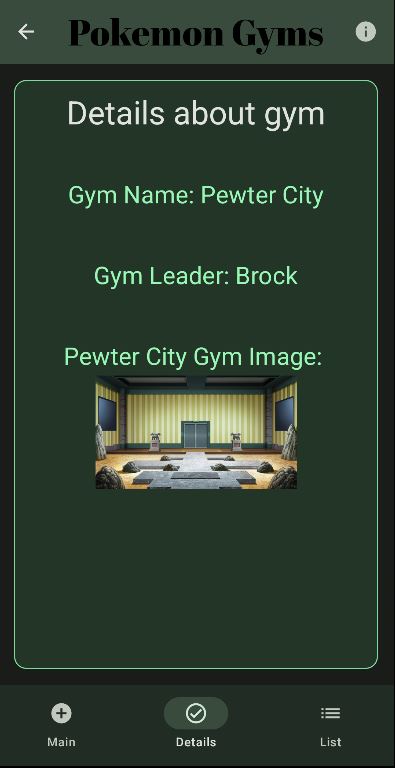 Pokemon Gyms
Details about gym
Gym Name: Pewter City
Gym Leader: Brock
Pewter City Gym Image:
Main
Details
List